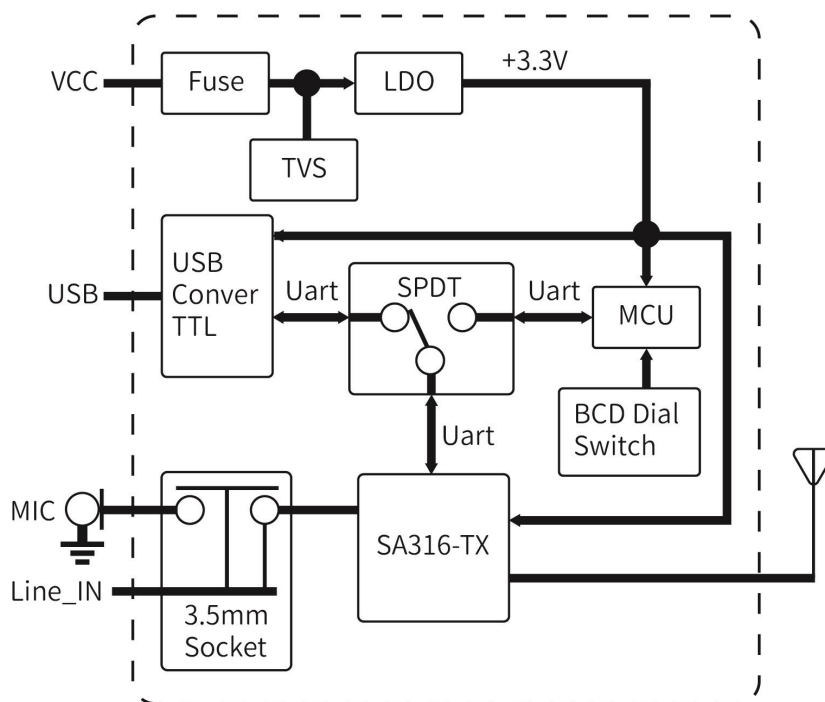 VCC
Fuse
LDO
+3.3V
TVS
USB
USB
Conver
TTL
Uart
SPDT
Uart
MCU
BCD Dial
Switch
Uart
MIC
SA316-TX
Line_IN
3.5mm
Socket